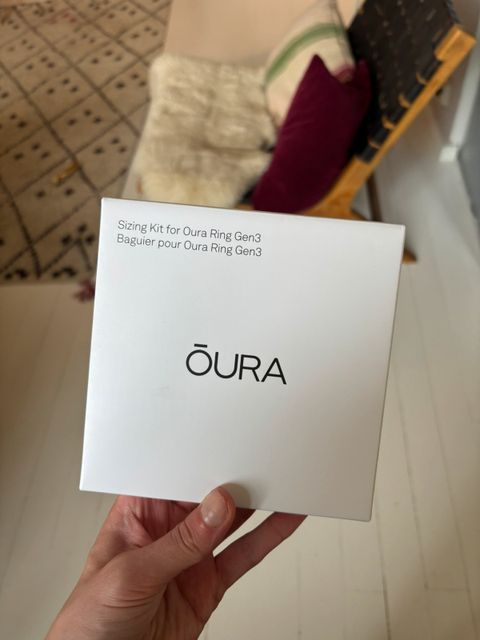 Sizing Kit for Oura Ring Gen3
Baguier pour Oura Ring Gen3
ŌURA